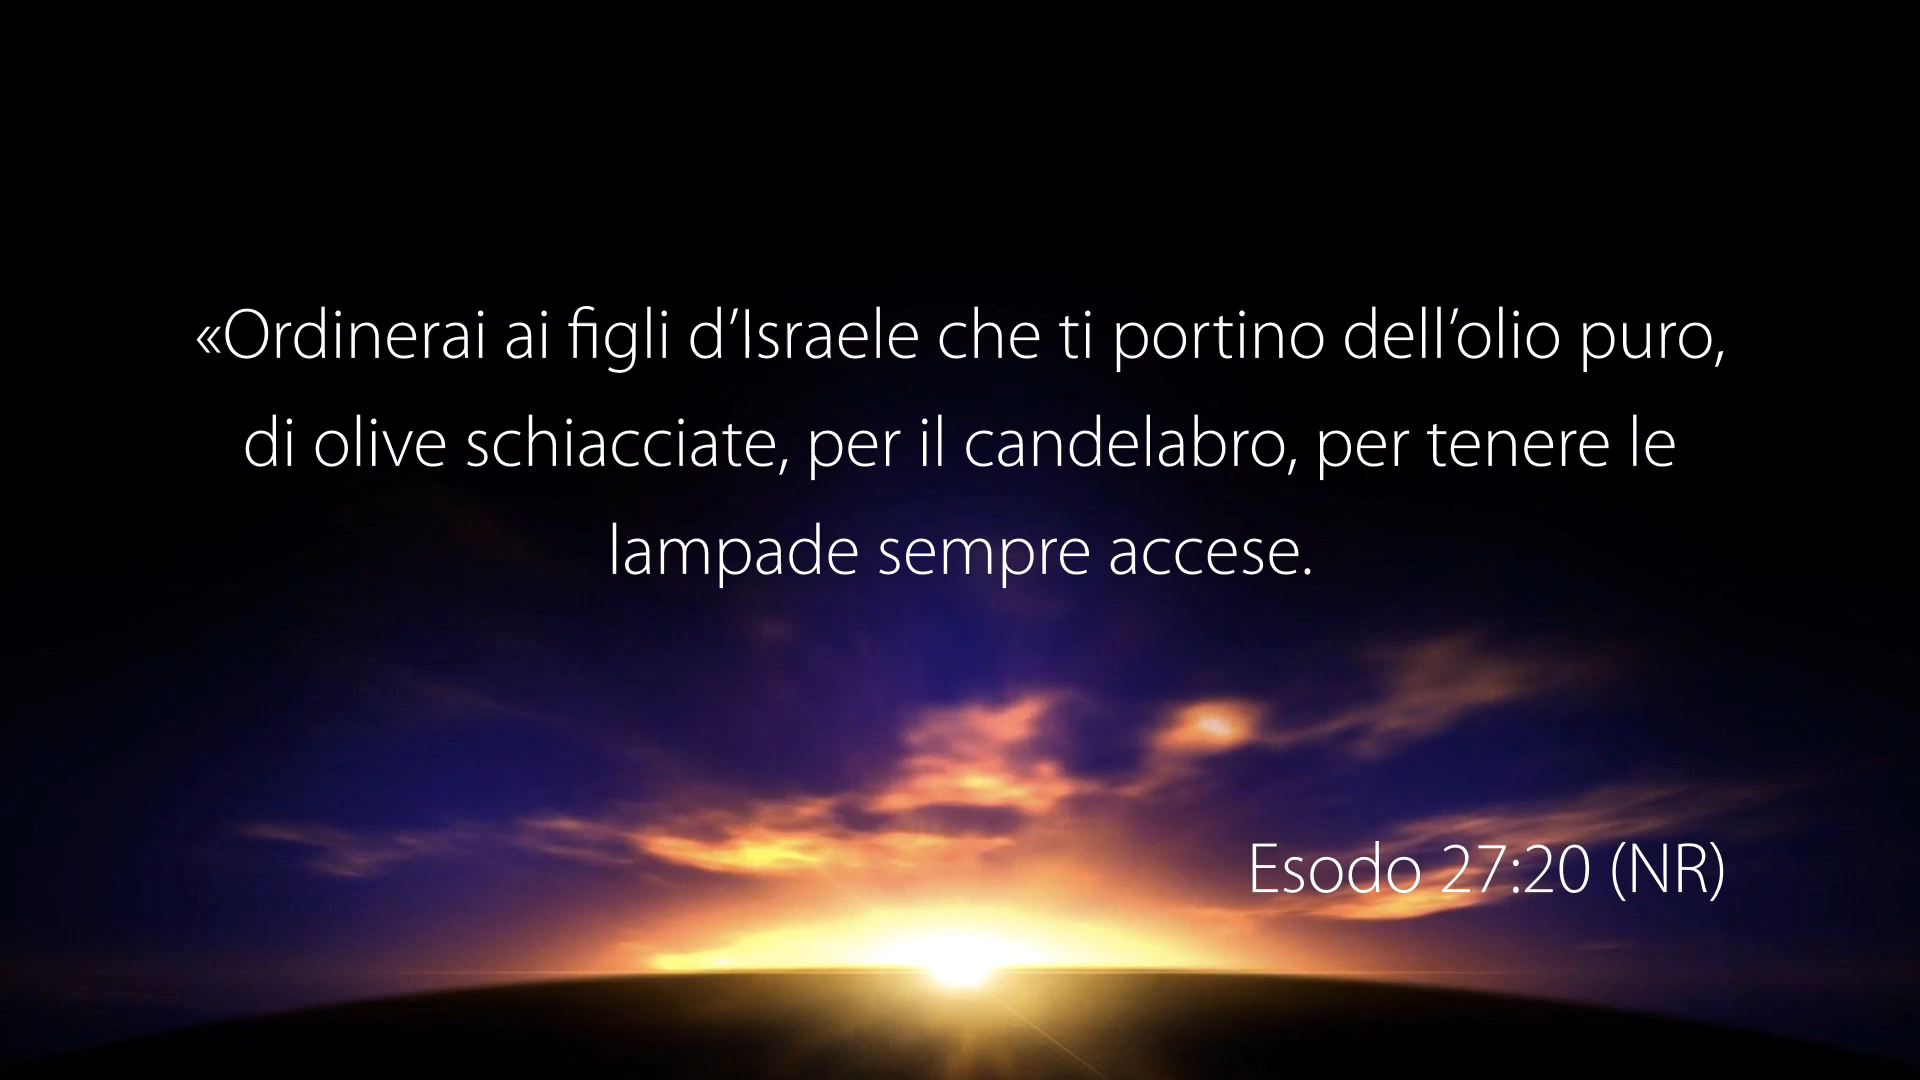 «Ordinerai ai figli d’Israele che ti portino dell’olio puro,
di olive schiacciate, per il candelabro, per tenere le
lampade sempre accese.
Esodo 27:20 (NR)